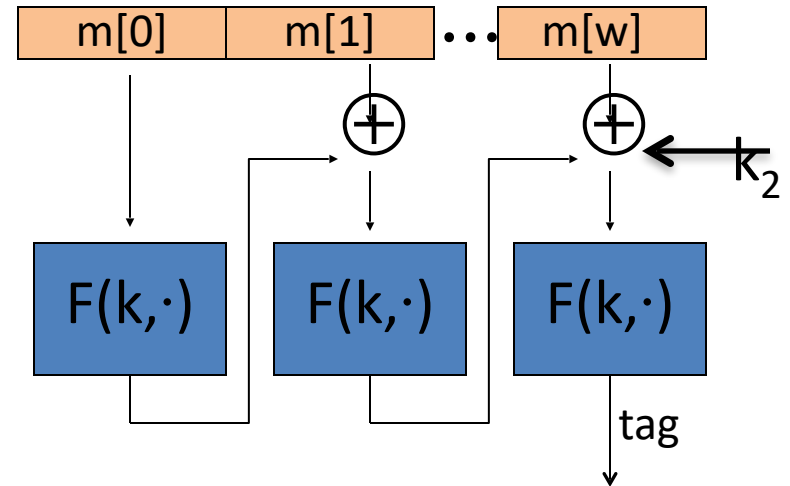 m[0] m[1] ••• m[w]
k₂
F(k,·) F(k,·) F(k,·)
tag